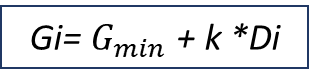 Gi= G_min + k *Di